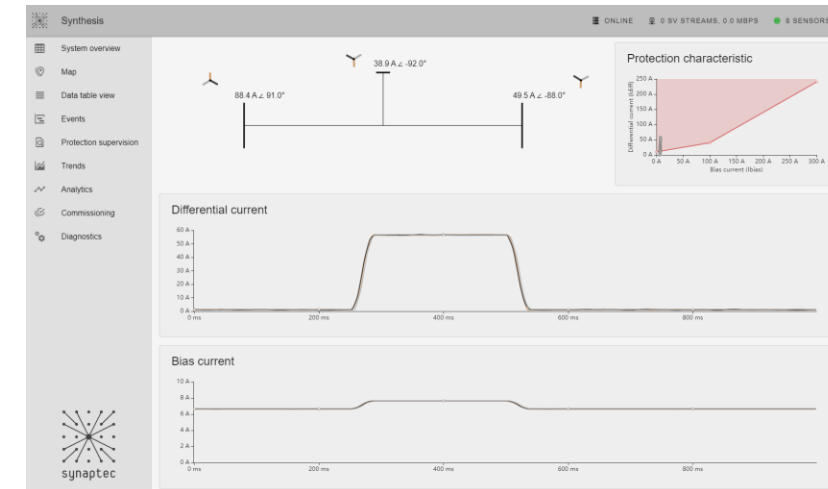 Synthesis
ONLINE 0 SV STREAMS, 0.0 MBPS 6 SENSORS
System overview
Map
Data table view
Events
Protection supervision
Trends
Analytics
Commissioning
Diagnostics
synaptec
38.9 A ∠ -92.0°
88.4 A ∠ 91.0°
49.5 A ∠ -88.0°
Protection characteristic
Differential current (Idiff)
250 A
200 A
150 A
100 A
50 A
0 A
0 A 50 A 100 A 150 A 200 A 250 A 300 A
Bias current (Ibias)
Differential current
60 A
50 A
40 A
30 A
20 A
10 A
0 A
0 ms 200 ms 400 ms 600 ms 800 ms
Bias current
10 A
8 A
6 A
4 A
2 A
0 A
0 ms 200 ms 400 ms 600 ms 800 ms